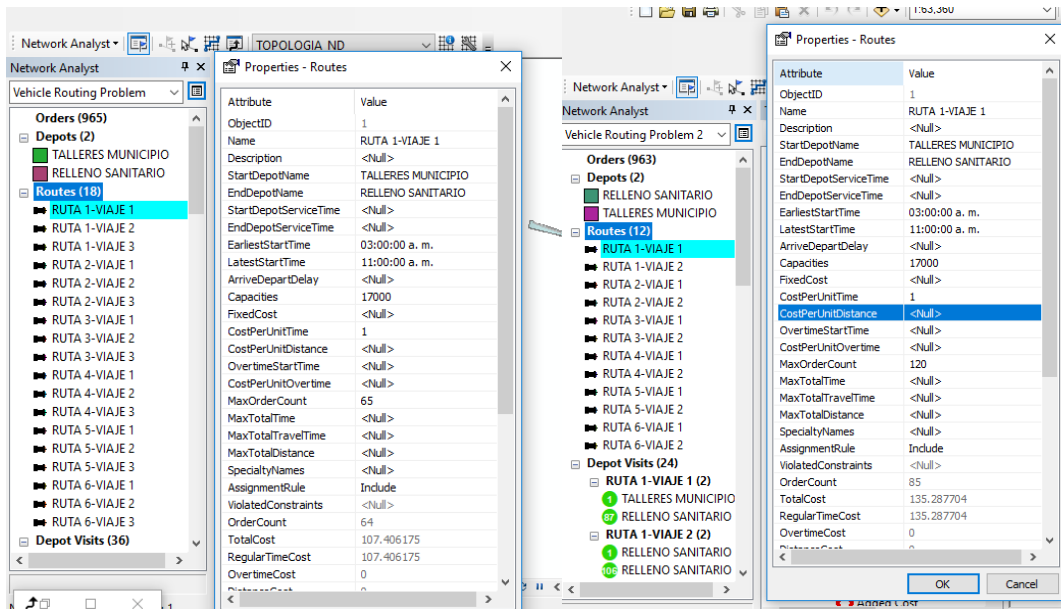 1:63,360
Network Analyst
TOPOLOGIA_ND
Network Analyst
Vehicle Routing Problem
Orders (965)
Depots (2)
TALLERES MUNICIPIO
RELLENO SANITARIO
Routes (18)
RUTA 1-VIAJE 1
RUTA 1-VIAJE 2
RUTA 1-VIAJE 3
RUTA 2-VIAJE 1
RUTA 2-VIAJE 2
RUTA 2-VIAJE 3
RUTA 3-VIAJE 1
RUTA 3-VIAJE 2
RUTA 3-VIAJE 3
RUTA 4-VIAJE 1
RUTA 4-VIAJE 2
RUTA 4-VIAJE 3
RUTA 5-VIAJE 1
RUTA 5-VIAJE 2
RUTA 5-VIAJE 3
RUTA 6-VIAJE 1
RUTA 6-VIAJE 2
RUTA 6-VIAJE 3
Depot Visits (36)
Properties - Routes
Attribute Value
ObjectID 1
Name RUTA 1-VIAJE 1
Description <Null>
StartDepotName TALLERES MUNICIPIO
EndDepotName RELLENO SANITARIO
StartDepotServiceTime <Null>
EndDepotServiceTime <Null>
EarliestStartTime 03:00:00 a. m.
LatestStartTime 11:00:00 a. m.
ArriveDepartDelay <Null>
Capacities 17000
FixedCost <Null>
CostPerUnitTime 1
CostPerUnitDistance <Null>
OvertimeStartTime <Null>
CostPerUnitOvertime <Null>
MaxOrderCount 65
MaxTotalTime <Null>
MaxTotalTravelTime <Null>
MaxTotalDistance <Null>
SpecialtyNames <Null>
AssignmentRule Include
ViolatedConstraints <Null>
OrderCount 64
TotalCost 107.406175
RegularTimeCost 107.406175
OvertimeCost 0
Network Analyst
Network Analyst
Vehicle Routing Problem 2
Orders (963)
Depots (2)
RELLENO SANITARIO
TALLERES MUNICIPIO
Routes (12)
RUTA 1-VIAJE 1
RUTA 1-VIAJE 2
RUTA 2-VIAJE 1
RUTA 2-VIAJE 2
RUTA 3-VIAJE 1
RUTA 3-VIAJE 2
RUTA 4-VIAJE 1
RUTA 4-VIAJE 2
RUTA 5-VIAJE 1
RUTA 5-VIAJE 2
RUTA 6-VIAJE 1
RUTA 6-VIAJE 2
Depot Visits (24)
RUTA 1-VIAJE 1 (2)
1 TALLERES MUNICIPIO
87 RELLENO SANITARIO
RUTA 1-VIAJE 2 (2)
1 RELLENO SANITARIO
106 RELLENO SANITARIO
Properties - Routes
Attribute Value
ObjectID 1
Name RUTA 1-VIAJE 1
Description <Null>
StartDepotName TALLERES MUNICIPIO
EndDepotName RELLENO SANITARIO
StartDepotServiceTime <Null>
EndDepotServiceTime <Null>
EarliestStartTime 03:00:00 a. m.
LatestStartTime 11:00:00 a. m.
ArriveDepartDelay <Null>
Capacities 17000
FixedCost <Null>
CostPerUnitTime 1
CostPerUnitDistance <Null>
OvertimeStartTime <Null>
CostPerUnitOvertime <Null>
MaxOrderCount 120
MaxTotalTime <Null>
MaxTotalTravelTime <Null>
MaxTotalDistance <Null>
SpecialtyNames <Null>
AssignmentRule Include
ViolatedConstraints <Null>
OrderCount 85
TotalCost 135.287704
RegularTimeCost 135.287704
OvertimeCost 0
OK Cancel
Added Cost